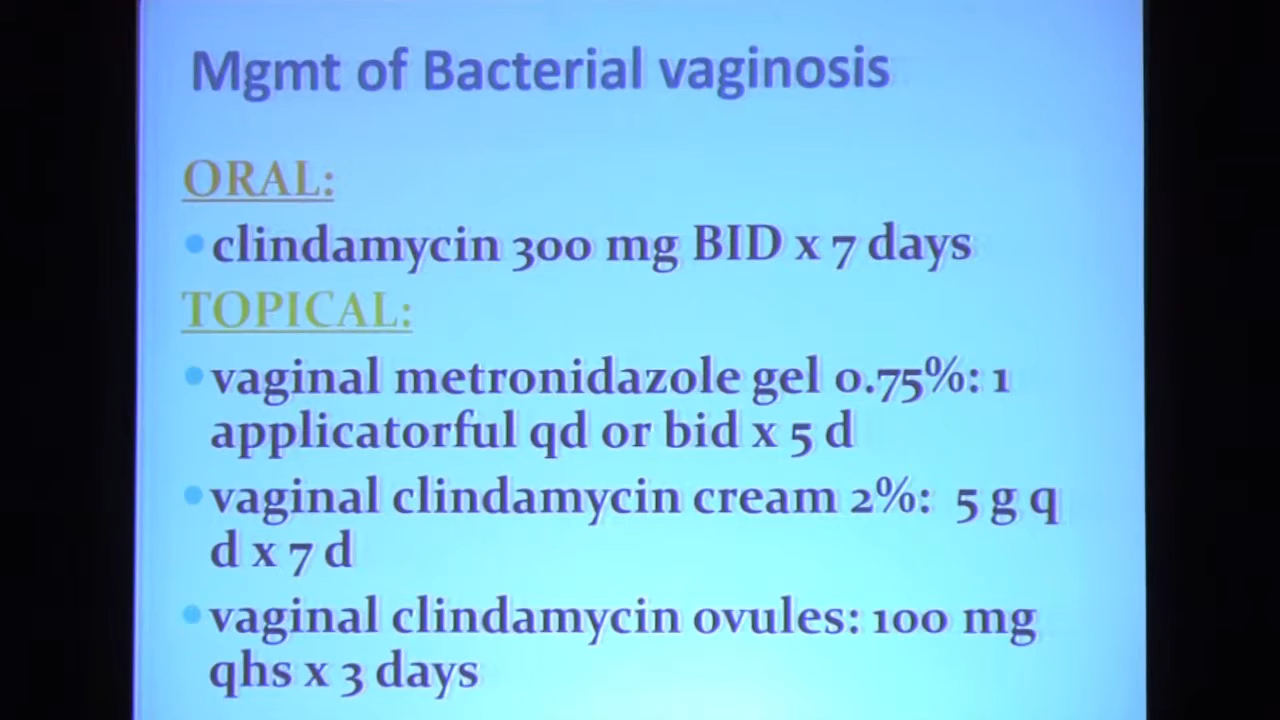 Mgmt of Bacterial vaginosis
ORAL:
• clindamycin 300 mg BID x 7 days
TOPICAL:
• vaginal metronidazole gel 0.75%: 1
applicatorful qd or bid x 5 d
• vaginal clindamycin cream 2%: 5 g q
d x 7 d
• vaginal clindamycin ovules: 100 mg
qhs x 3 days